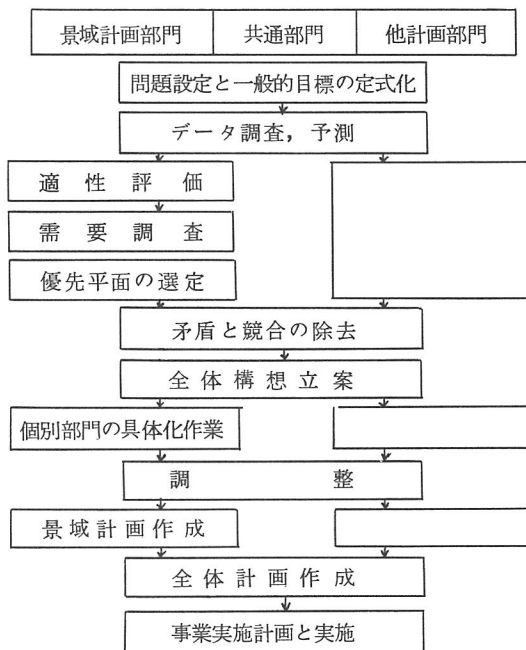 景域計画部門 共通部門 他計画部門
問題設定と一般的目標の定式化
データ調査,予測
適性評価
需要調査
優先平面の選定
矛盾と競合の除去
全体構想立案
個別部門の具体化作業
調整
景域計画作成
全体計画作成
事業実施計画と実施